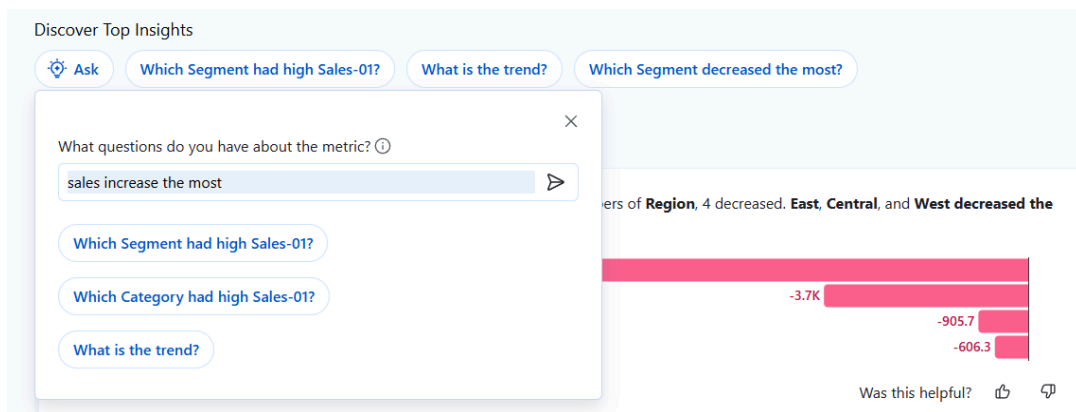 Discover Top Insights
Ask
Which Segment had high Sales-01?
What is the trend?
Which Segment decreased the most?
What questions do you have about the metric?
sales increase the most
Which Segment had high Sales-01?
Which Category had high Sales-01?
What is the trend?
of Region, 4 decreased. East, Central, and West decreased the
-3.7K
-905.7
-606.3
Was this helpful?